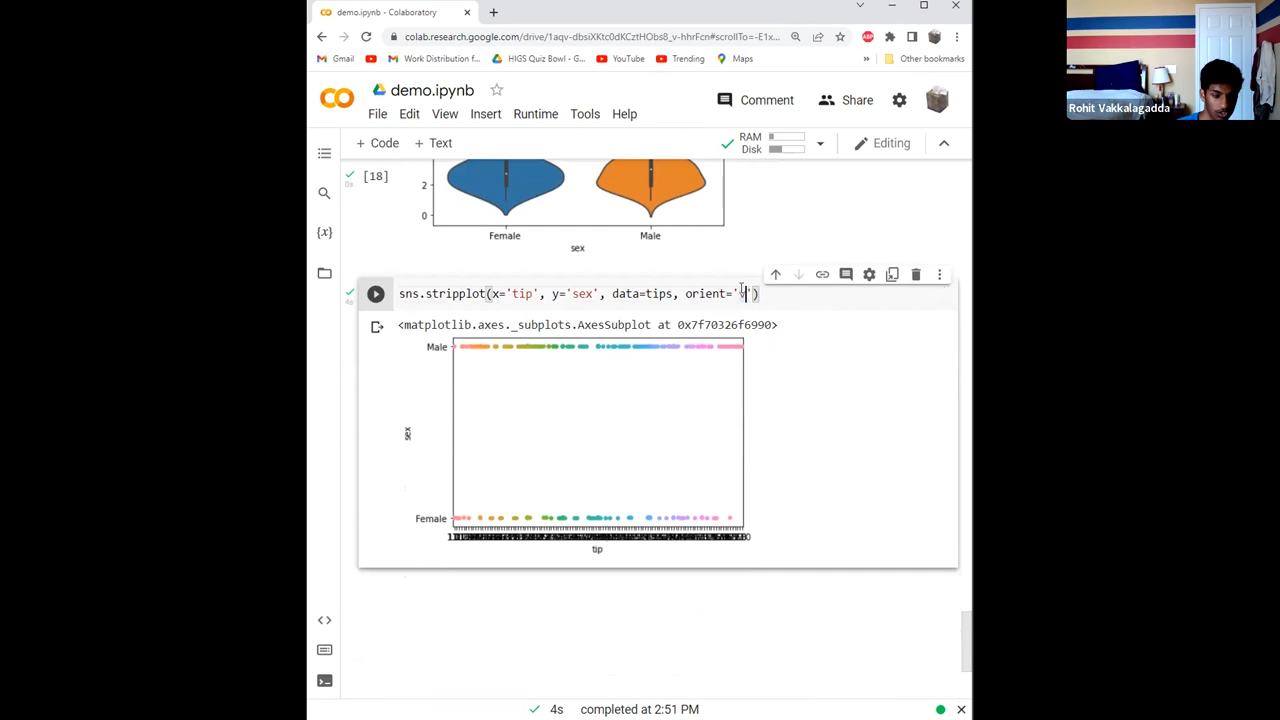 demo.ipynb - Colaboratory
colab.research.google.com/drive/1aqv-dbsiXKtc0dKCztHObs8_v-hhrFcn#scrollTo=-E1x...
ABP
Gmail
Work Distribution f...
HIGS Quiz Bowl - G...
YouTube
Trending
Maps
»
Other bookmarks
Rohit Vakkalagadda
demo.ipynb
Comment
Share
File Edit View Insert Runtime Tools Help
+ Code + Text
RAM
Disk
Editing
{x}
[18]
0s
2
0
Female
Male
sex
4s
sns.stripplot(x='tip', y='sex', data=tips, orient='v')
<matplotlib.axes._subplots.AxesSubplot at 0x7f70326f6990>
Male
sex
Female
tip
4s completed at 2:51 PM